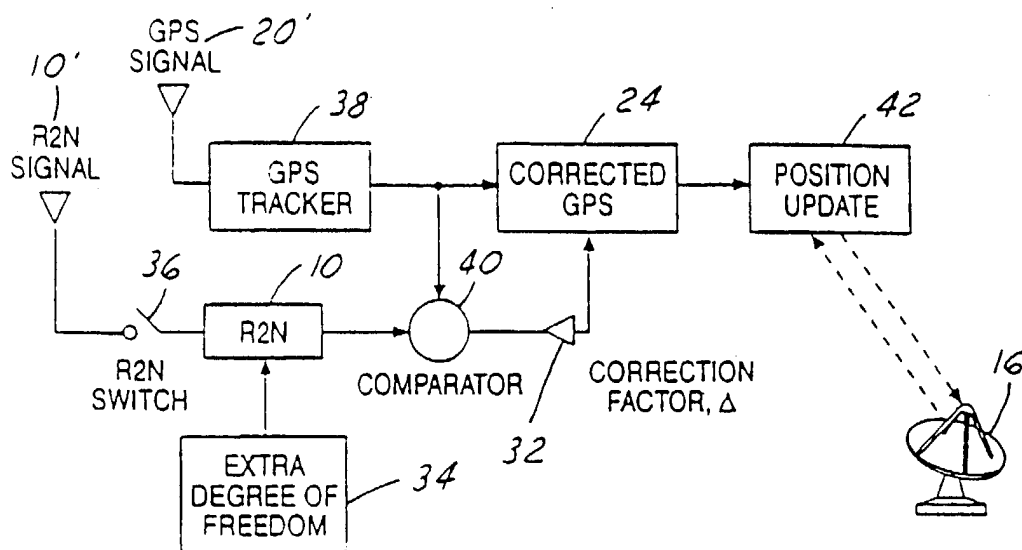 GPS
SIGNAL
20'
10'
R2N
SIGNAL
38
GPS
TRACKER
24
CORRECTED
GPS
42
POSITION
UPDATE
36
R2N
SWITCH
10
R2N
40
COMPARATOR
32
CORRECTION
FACTOR, Δ
16
EXTRA
DEGREE OF
FREEDOM
34